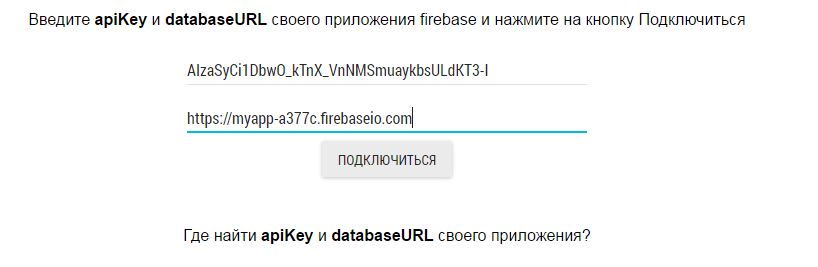 Введите apiKey и databaseURL своего приложения firebase и нажмите на кнопку Подключиться
AIzaSyCi1DbwO_kTnX_VnNMSmuaykbsULdKT3-I
https://myapp-a377c.firebaseio.com
ПОДКЛЮЧИТЬСЯ
Где найти apiKey и databaseURL своего приложения?